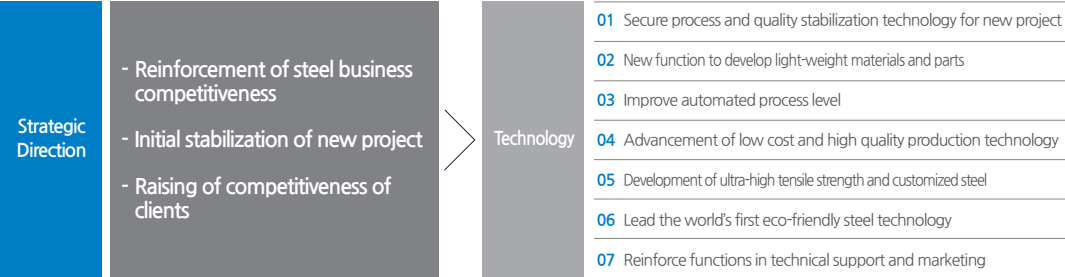 Strategic
Direction
- Reinforcement of steel business
competitiveness
- Initial stabilization of new project
- Raising of competitiveness of
clients
Technology
01 Secure process and quality stabilization technology for new project
02 New function to develop light-weight materials and parts
03 Improve automated process level
04 Advancement of low cost and high quality production technology
05 Development of ultra-high tensile strength and customized steel
06 Lead the world's first eco-friendly steel technology
07 Reinforce functions in technical support and marketing